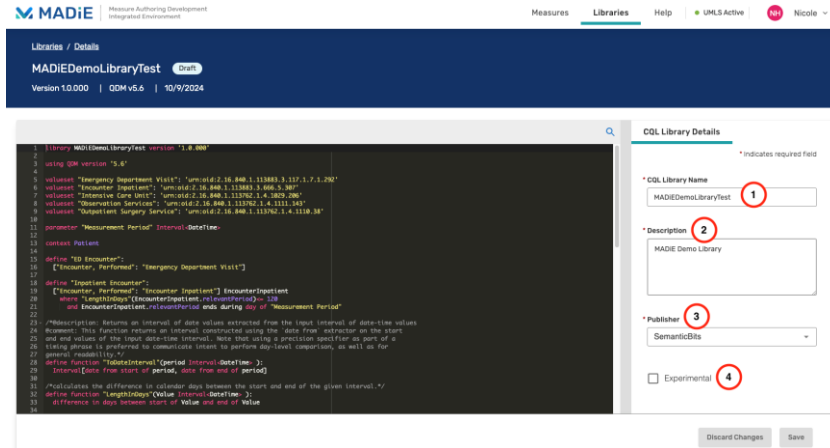 MADiE Measure Authoring Development
Integrated Environment
Measures Libraries Help UMLS Active NH Nicole
Libraries / Details
MADiEDemoLibraryTest Draft
Version 1.0.000 | QDM v5.6 | 10/9/2024
CQL Library Details
* Indicates required field
* CQL Library Name
MADiEDemoLibraryTest 1
* Description 2
MADiE Demo Library
* Publisher 3
SemanticBits
Experimental 4
1 library MADiEDemoLibraryTest version '1.0.000'
2
3 using QDM version '5.6'
4
5 valueset "Emergency Department Visit": 'urn:oid:2.16.840.1.113883.3.117.1.7.1.292'
6 valueset "Encounter Inpatient": 'urn:oid:2.16.840.1.113883.3.666.5.307'
7 valueset "Intensive Care Unit": 'urn:oid:2.16.840.1.113762.1.4.1029.206'
8 valueset "Observation Services": 'urn:oid:2.16.840.1.113762.1.4.1111.143'
9 valueset "Outpatient Surgery Service": 'urn:oid:2.16.840.1.113762.1.4.1110.38'
10
11 parameter "Measurement Period" Interval<DateTime>
12
13 context Patient
14
15 define "ED Encounter":
16 ["Encounter, Performed": "Emergency Department Visit"]
17
18 define "Inpatient Encounter":
19 ["Encounter, Performed": "Encounter Inpatient"] EncounterInpatient
20 where "LengthInDays"(EncounterInpatient.relevantPeriod)<= 120
21 and EncounterInpatient.relevantPeriod ends during day of "Measurement Period"
22
23 /*@description: Returns an interval of date values extracted from the input interval of date-time values
24 @comment: This function returns an interval constructed using the `date from` extractor on the start
25 and end values of the input date-time interval. Note that using a precision specifier as part of a
26 timing phrase is preferred to communicate intent to perform day-level comparison, as well as for
27 general readability.*/
28 define function "ToDateInterval"(period Interval<DateTime> ):
29 Interval[date from start of period, date from end of period]
30
31 /*calculates the difference in calendar days between the start and end of the given interval.*/
32 define function "LengthInDays"(Value Interval<DateTime> ):
33 difference in days between start of Value and end of Value
34
Discard Changes Save